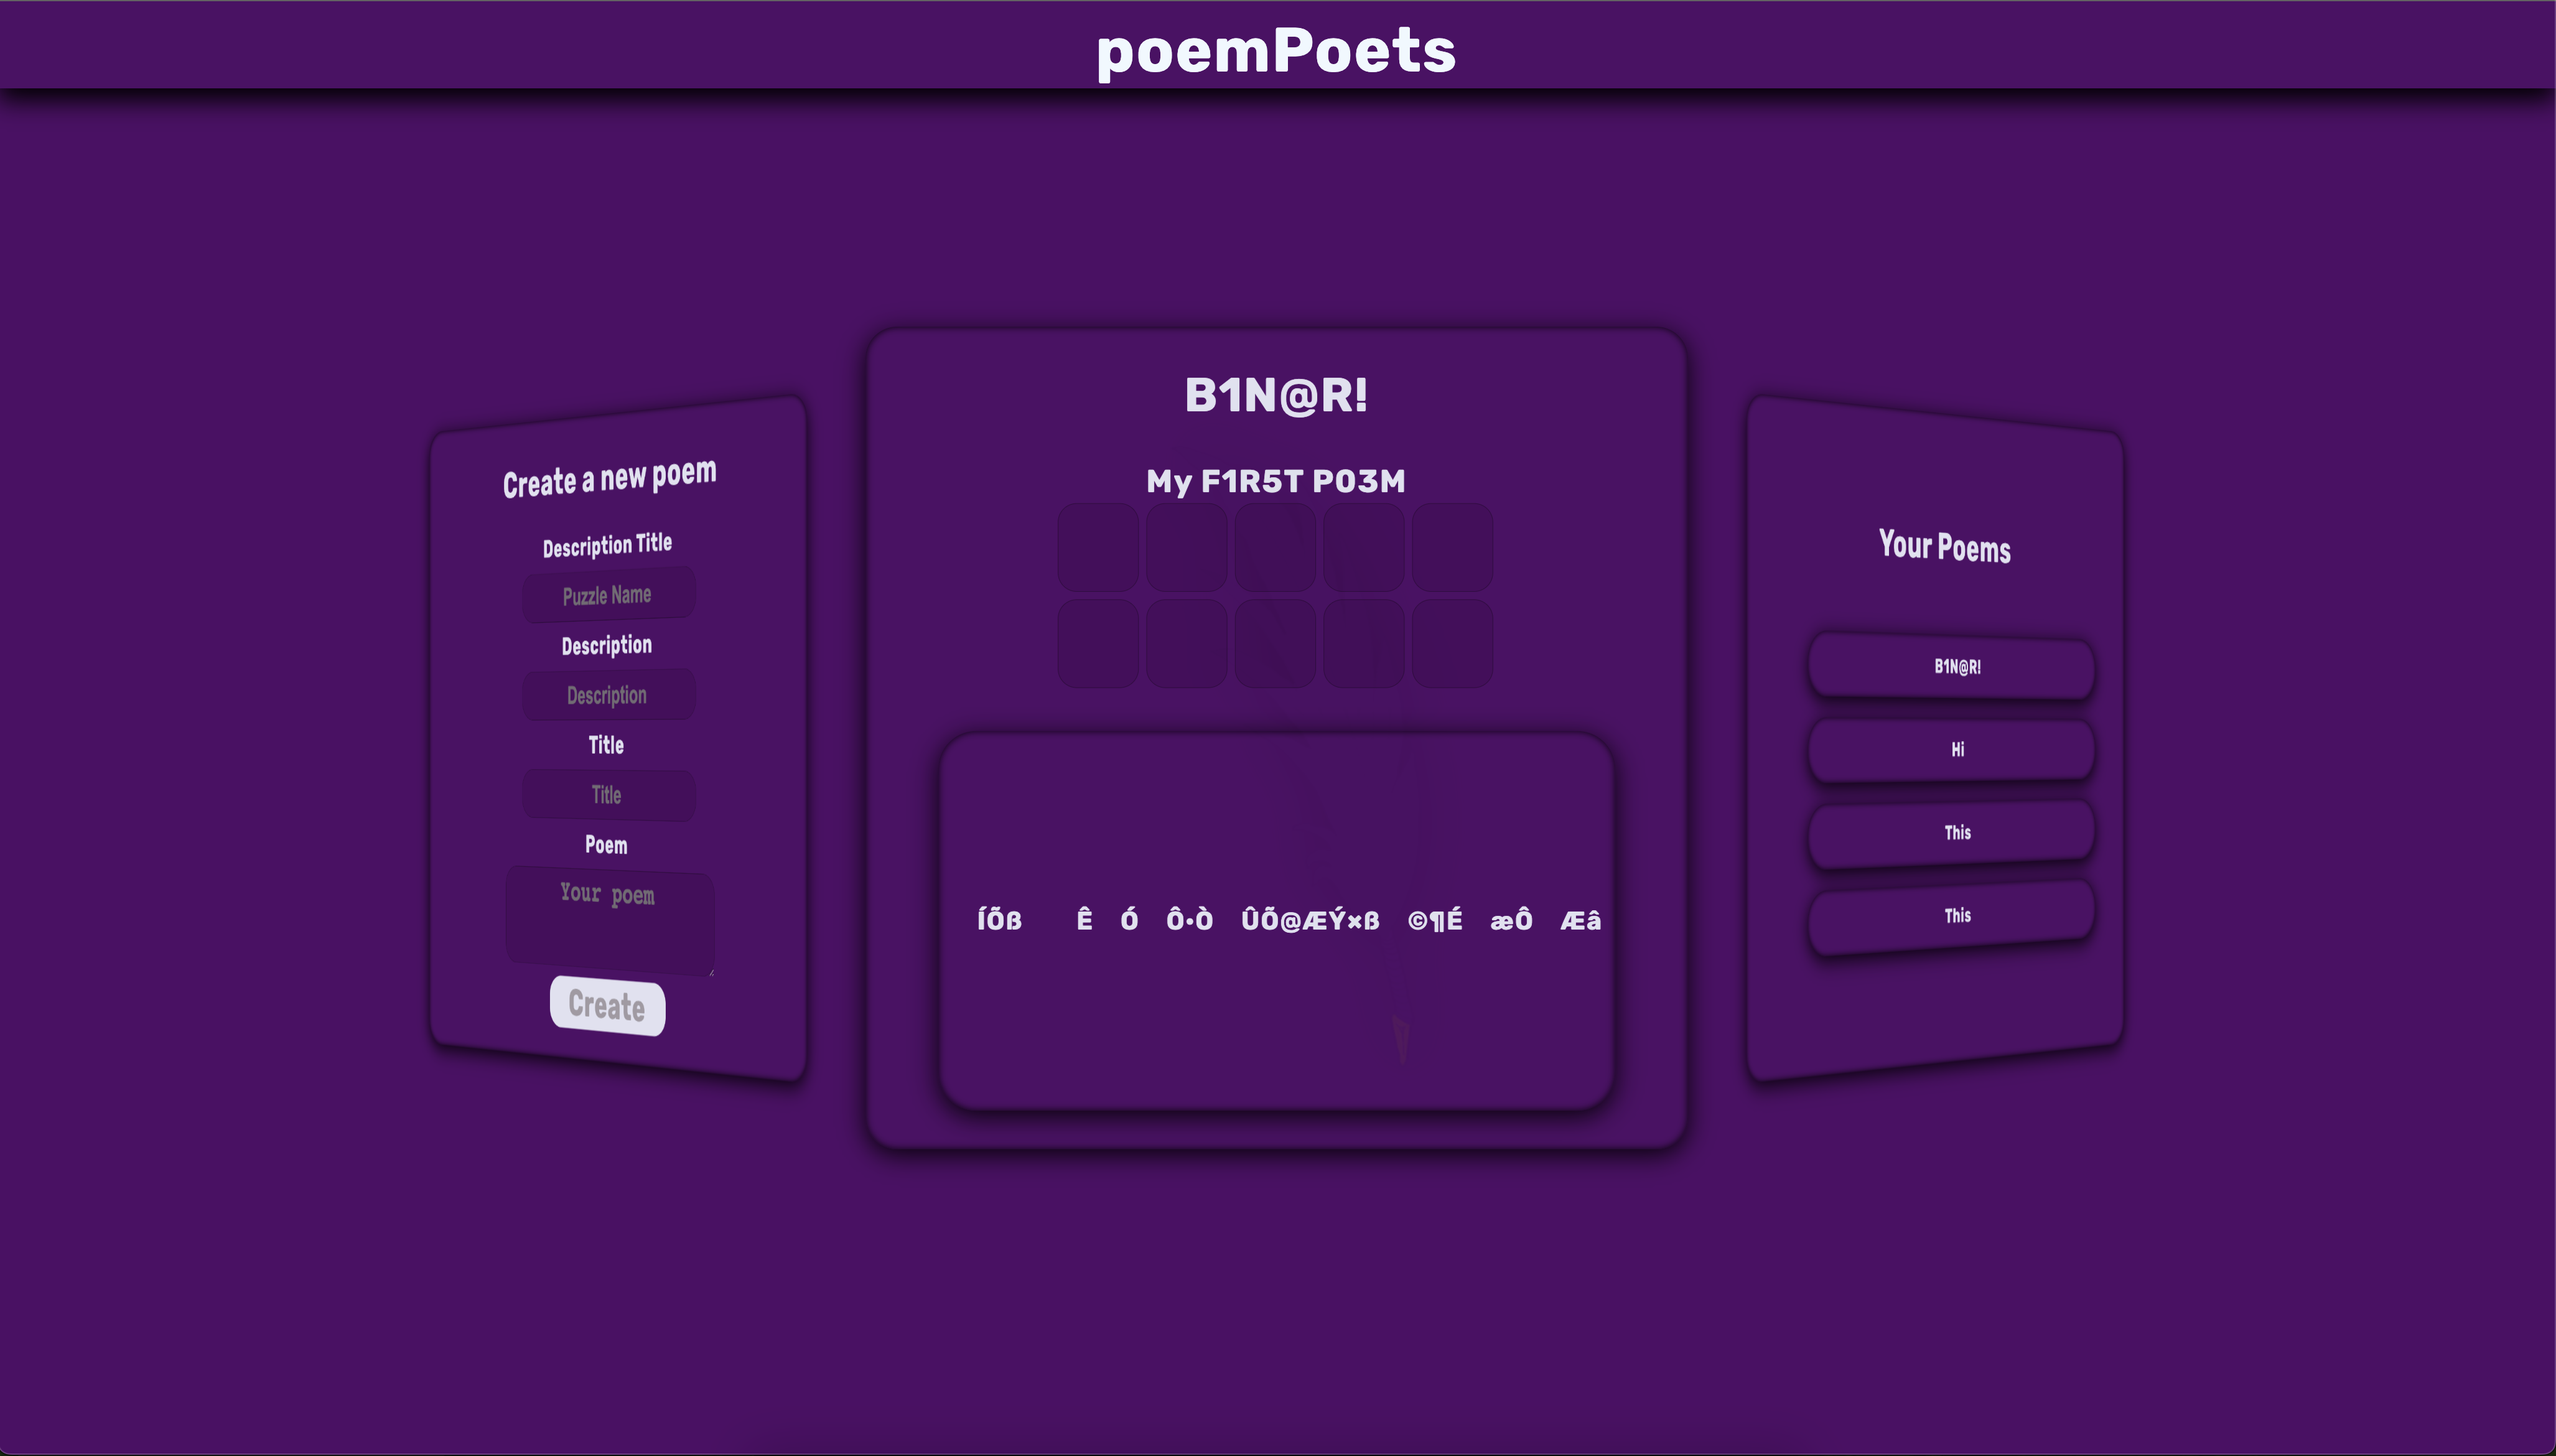 poemPoets
Create a new poem
Description Title
Puzzle Name
Description
Description
Title
Title
Poem
Your poem
Create
B1N@R!
My F1R5T P03M
ÍÕß Ê Ó Ô•Ò ÛÕ@ÆÝ×ß ©¶É æÔ Æâ
Your Poems
B1N@R!
Hi
This
This